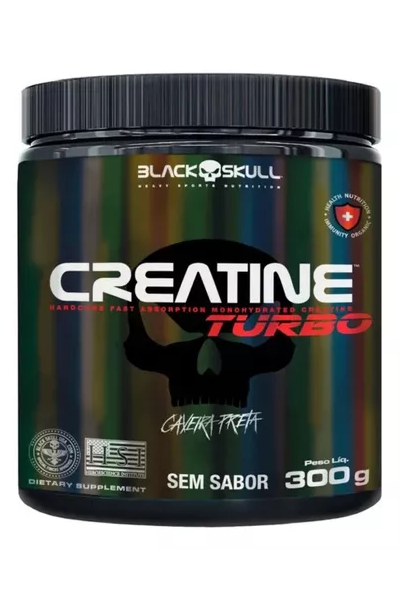 BLACK SKULL
HEAVY SPORTS NUTRITION
HEALTH NUTRITION
IMMUNITY ORGANIC
CREATINE™
HARDCORE FAST ABSORPTION MONOHYDRATED CREATINE
TURBO
CAVEIRA PRETA
DIETARY SUPPLEMENT
SEM SABOR
Peso Líq.
300g